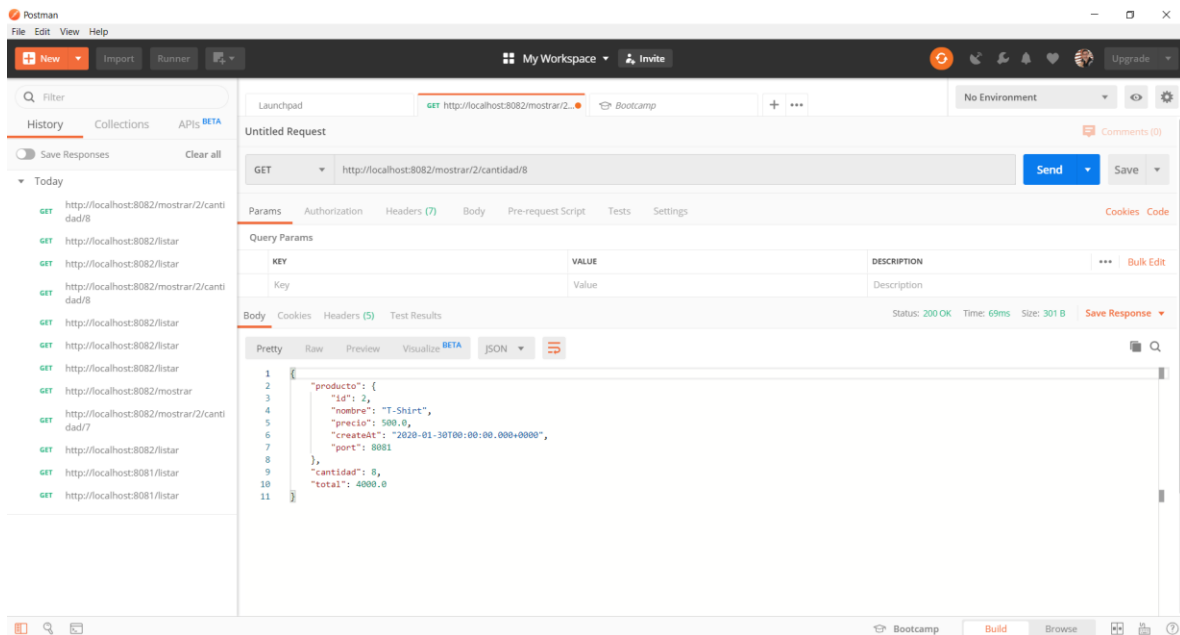 Postman
File Edit View Help
New
Import
Runner
My Workspace
Invite
Upgrade
Filter
History
Collections
APIs BETA
Save Responses
Clear all
Today
GET http://localhost:8082/mostrar/2/canti
dad/8
GET http://localhost:8082/listar
GET http://localhost:8082/listar
GET http://localhost:8082/mostrar/2/canti
dad/8
GET http://localhost:8082/listar
GET http://localhost:8082/listar
GET http://localhost:8082/listar
GET http://localhost:8082/mostrar
GET http://localhost:8082/mostrar/2/canti
dad/7
GET http://localhost:8082/listar
GET http://localhost:8081/listar
GET http://localhost:8081/listar
Launchpad
GET http://localhost:8082/mostrar/2...
Bootcamp
No Environment
Untitled Request
Comments (0)
GET http://localhost:8082/mostrar/2/cantidad/8
Send
Save
Params Authorization Headers (7) Body Pre-request Script Tests Settings
Cookies Code
Query Params
KEY VALUE DESCRIPTION
Bulk Edit
Key Value Description
Body Cookies Headers (5) Test Results
Status: 200 OK Time: 69ms Size: 301 B Save Response
Pretty Raw Preview Visualize BETA JSON
1 {
2 "producto": {
3 "id": 2,
4 "nombre": "T-Shirt",
5 "precio": 500.0,
6 "createAt": "2020-01-30T00:00:00.000+0000",
7 "port": 8081
8 },
9 "cantidad": 8,
10 "total": 4000.0
11 }
Bootcamp
Build
Browse